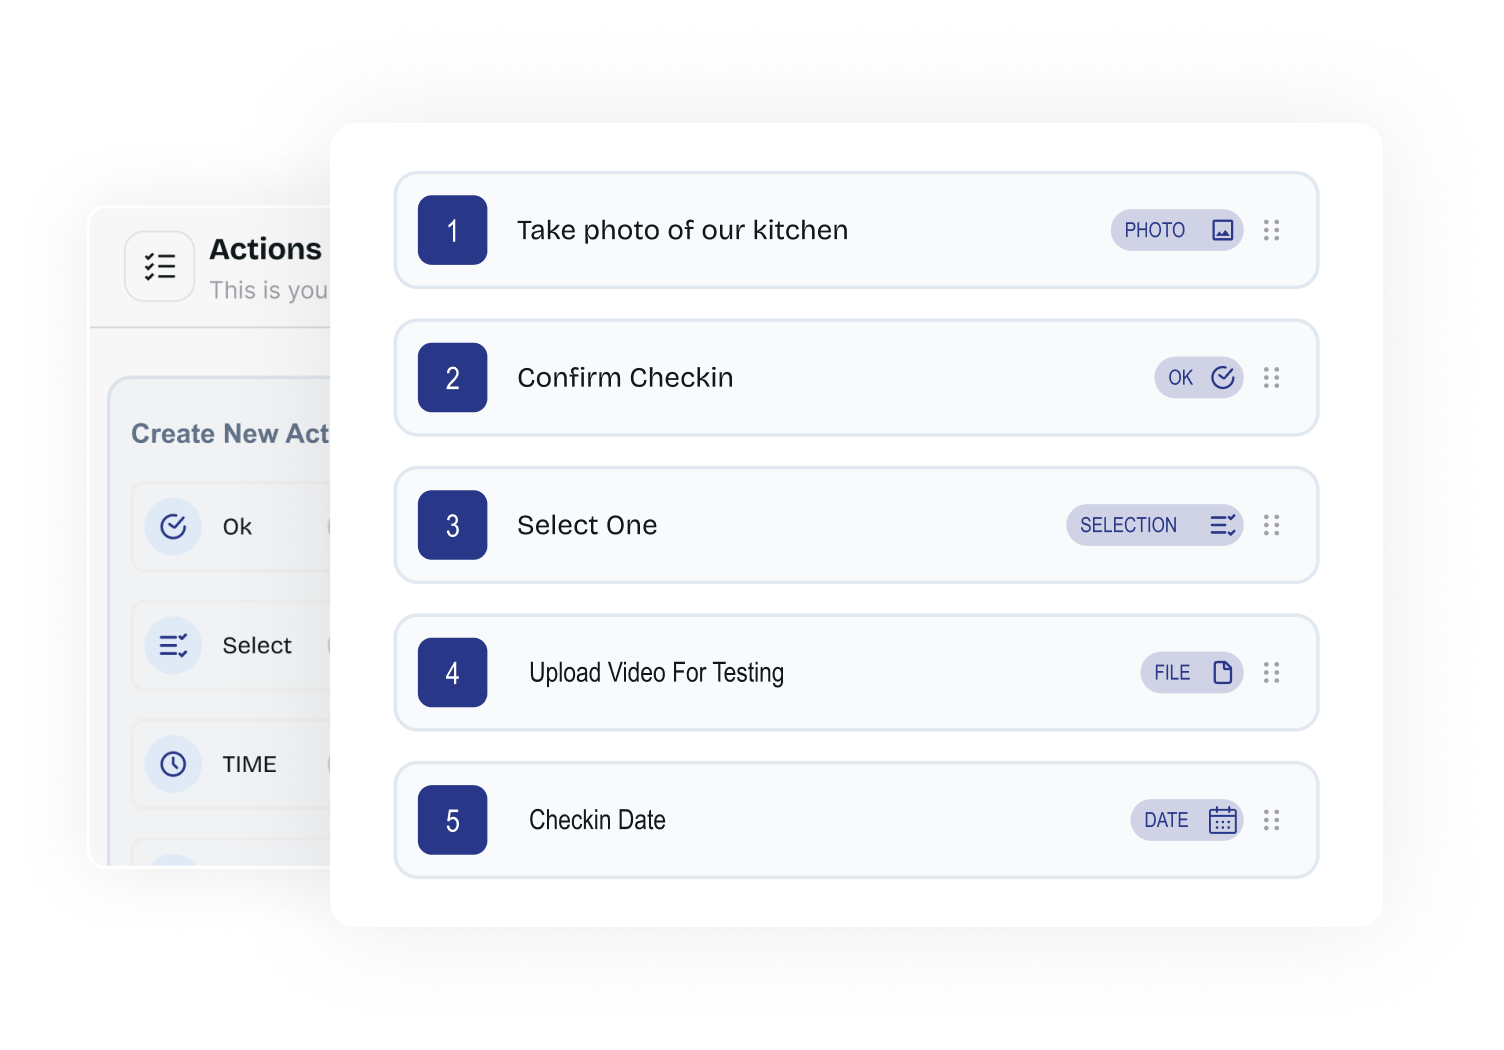 Actions
This is you
Create New Act
Ok
Select
TIME
1 Take photo of our kitchen PHOTO
2 Confirm Checkin OK
3 Select One SELECTION
4 Upload Video For Testing FILE
5 Checkin Date DATE